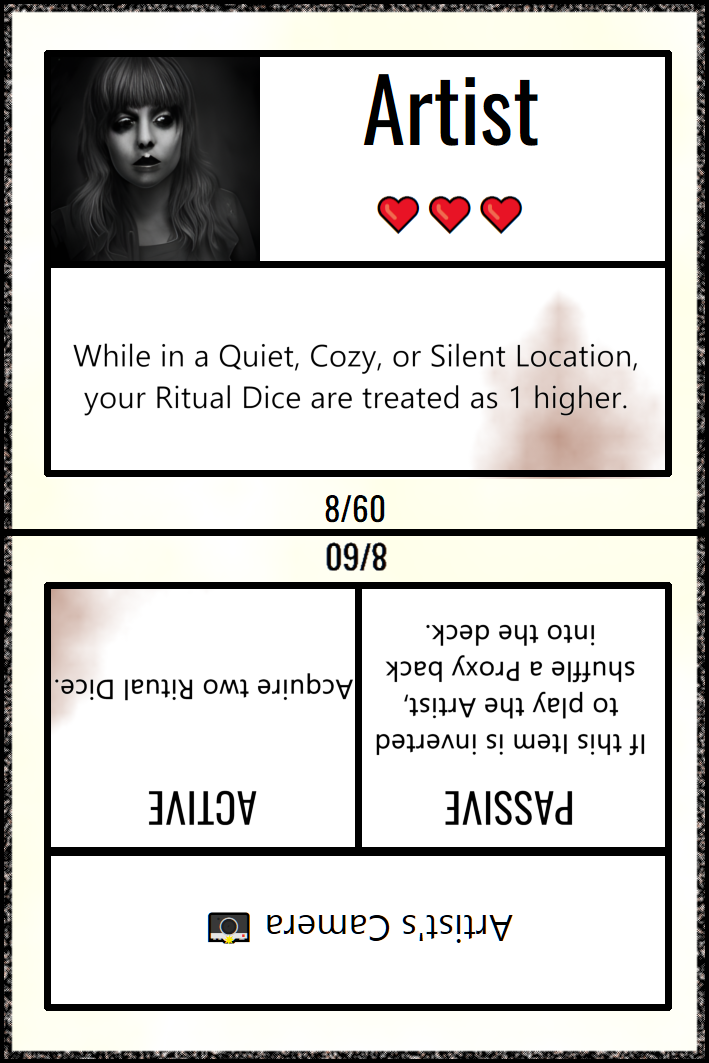 Artist
While in a Quiet, Cozy, or Silent Location,
your Ritual Dice are treated as 1 higher.
8/60
8/60
Artist's Camera
PASSIVE
If this Item is inverted
to play the Artist,
shuffle a Proxy back
into the deck.
ACTIVE
Acquire two Ritual Dice.